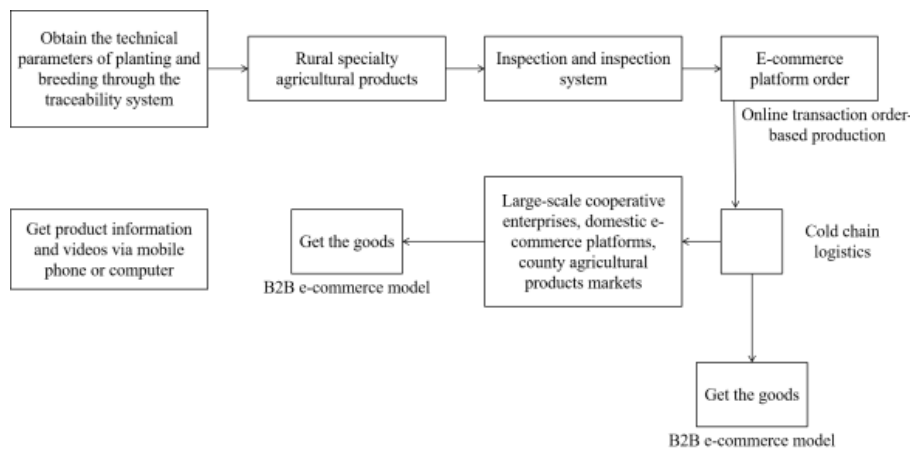 Obtain the technical
parameters of planting and
breeding through the
traceability system
Rural specialty
agricultural products
Inspection and inspection
system
E-commerce
platform order
Online transaction order-
based production
Get product information
and videos via mobile
phone or computer
Get the goods
B2B e-commerce model
Large-scale cooperative
enterprises, domestic e-
commerce platforms,
county agricultural
products markets
Cold chain
logistics
Get the goods
B2B e-commerce model